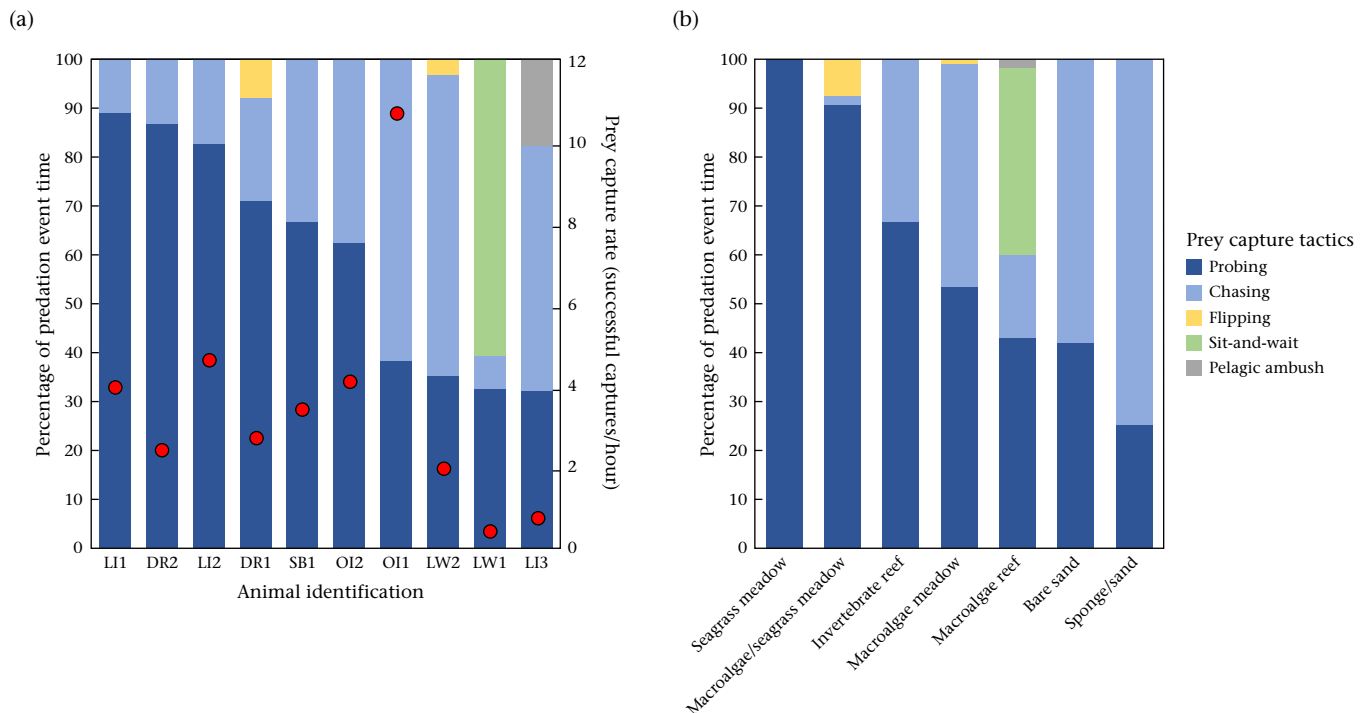 (a)
100
90
80
70
60
50
40
30
20
10
0
Percentage of predation event time
12
10
8
6
4
2
0
Prey capture rate (successful captures/hour)
LI1 DR2 LI2 DR1 SB1 OI2 OI1 LW2 LW1 LI3
Animal identification
(b)
100
90
80
70
60
50
40
30
20
10
0
Percentage of predation event time
Seagrass meadow
Macroalgae/seagrass meadow
Invertebrate reef
Macroalgae meadow
Macroalgae reef
Bare sand
Sponge/sand
Prey capture tactics
Probing
Chasing
Flipping
Sit-and-wait
Pelagic ambush